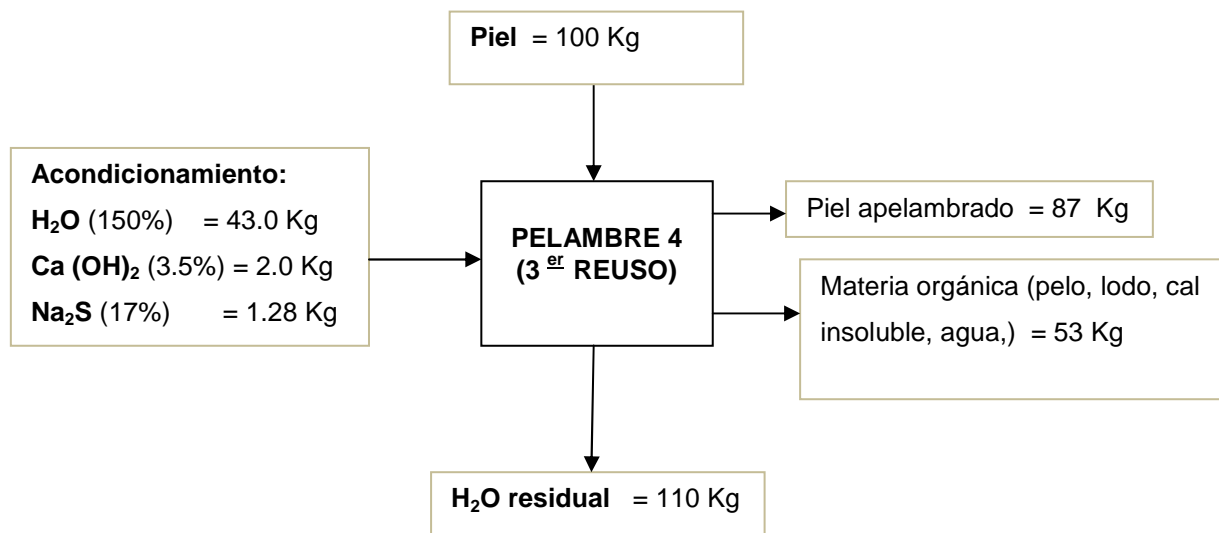 Piel = 100 Kg
Acondicionamiento:
H₂O (150%) = 43.0 Kg
Ca (OH)₂ (3.5%) = 2.0 Kg
Na₂S (17%) = 1.28 Kg
PELAMBRE 4
(3 er REUSO)
Piel apelambrado = 87 Kg
Materia orgánica (pelo, lodo, cal
insoluble, agua,) = 53 Kg
H₂O residual = 110 Kg